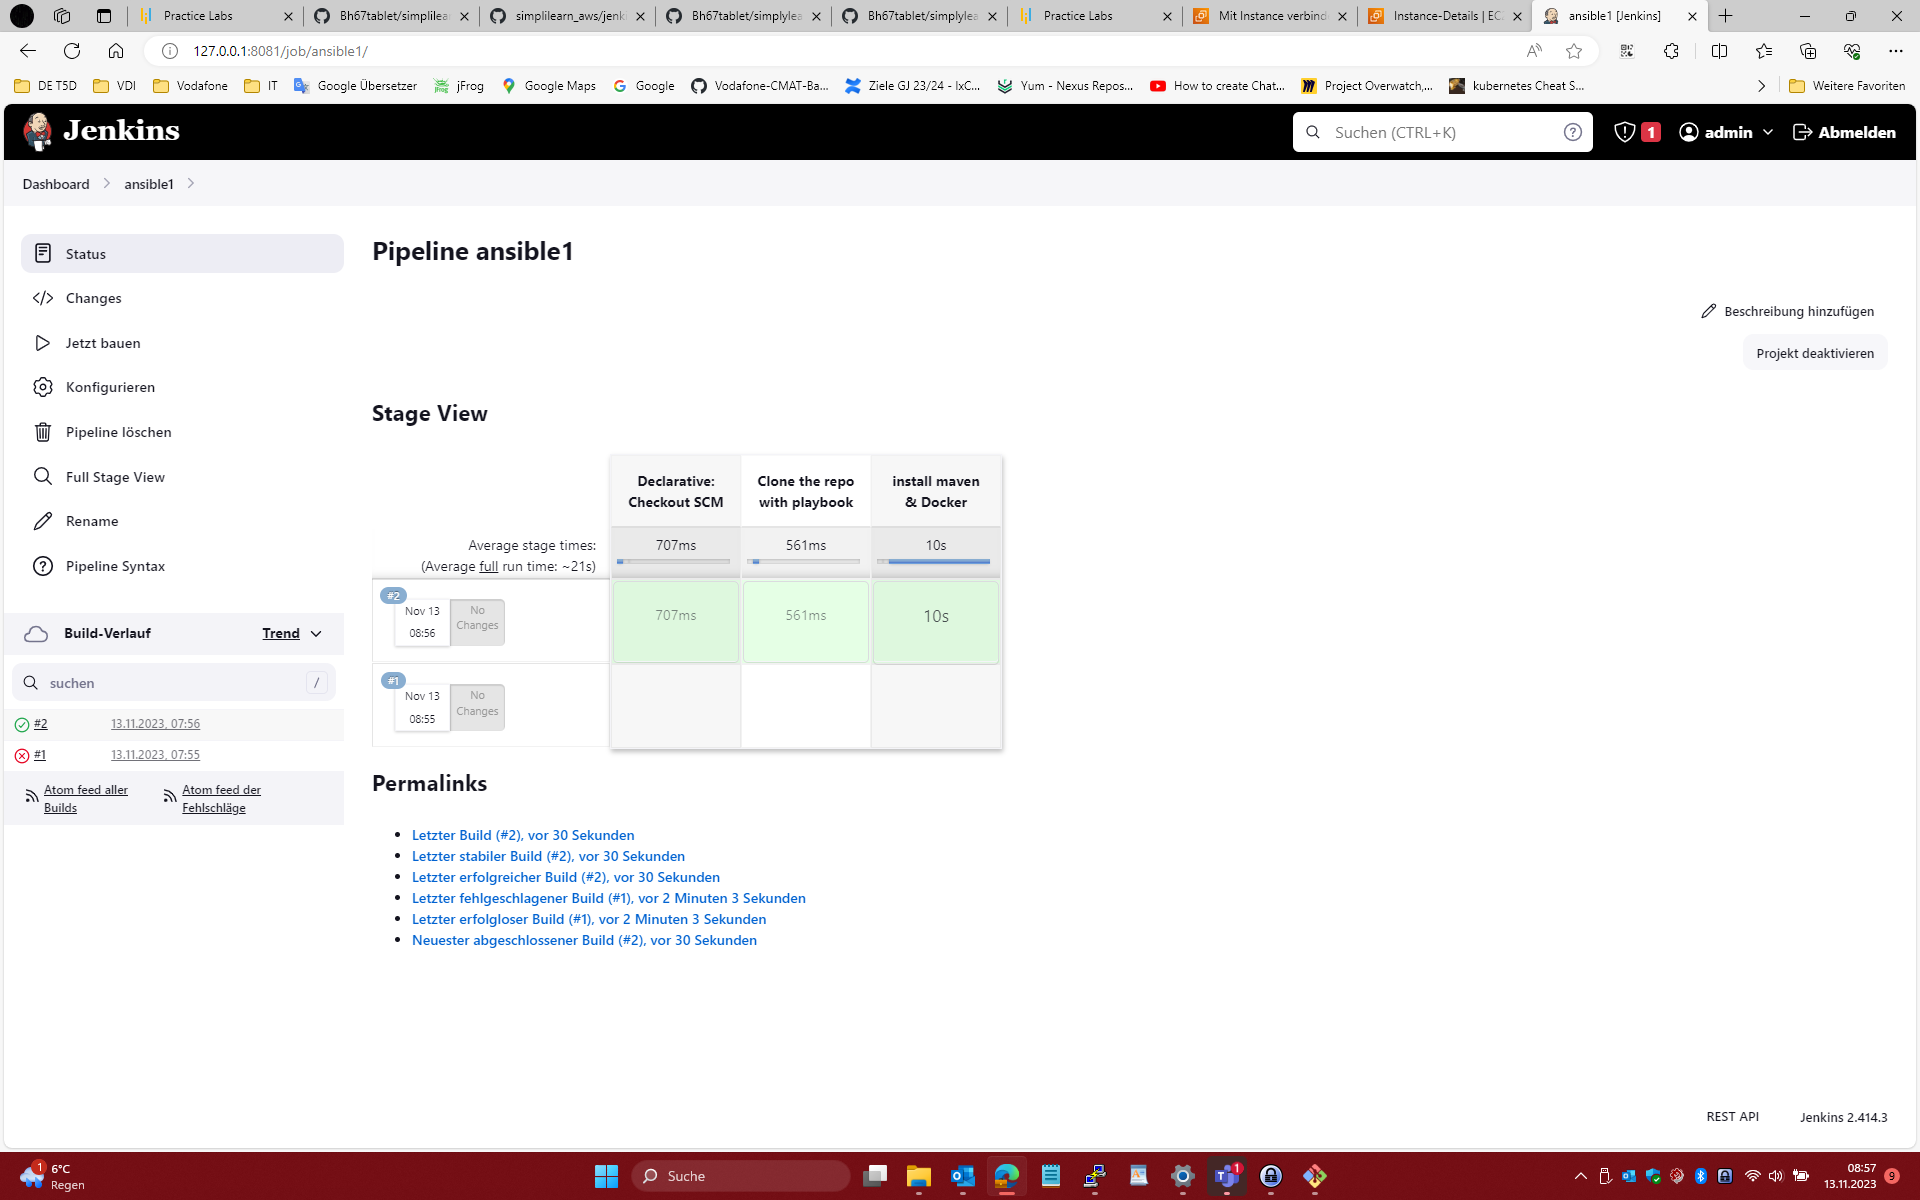 Practice Labs
Bh67tablet/simplilea
simplilearn_aws/jenki
Bh67tablet/simplylea
Bh67tablet/simplylea
Practice Labs
Mit Instance verbind
Instance-Details | EC
ansible1 [Jenkins]
127.0.0.1:8081/job/ansible1/
DE T5D
VDI
Vodafone
IT
Google Übersetzer
jFrog
Google Maps
Google
Vodafone-CMAT-Ba...
Ziele GJ 23/24 - IxC...
Yum - Nexus Repos...
How to create Chat...
Project Overwatch,...
kubernetes Cheat S...
Weitere Favoriten
Jenkins
Suchen (CTRL+K)
1
admin
Abmelden
Dashboard
ansible1
Status
Changes
Jetzt bauen
Konfigurieren
Pipeline löschen
Full Stage View
Rename
Pipeline Syntax
Build-Verlauf
Trend
suchen
/
#2
13.11.2023, 07:56
#1
13.11.2023, 07:55
Atom feed aller
Builds
Atom feed der
Fehlschläge
Pipeline ansible1
Beschreibung hinzufügen
Projekt deaktivieren
Stage View
Declarative:
Checkout SCM
Clone the repo
with playbook
install maven
& Docker
Average stage times:
(Average full run time: ~21s)
707ms
561ms
10s
#2
Nov 13
08:56
No
Changes
707ms
561ms
10s
#1
Nov 13
08:55
No
Changes
Permalinks
Letzter Build (#2), vor 30 Sekunden
Letzter stabiler Build (#2), vor 30 Sekunden
Letzter erfolgreicher Build (#2), vor 30 Sekunden
Letzter fehlgeschlagener Build (#1), vor 2 Minuten 3 Sekunden
Letzter erfolgloser Build (#1), vor 2 Minuten 3 Sekunden
Neuester abgeschlossener Build (#2), vor 30 Sekunden
REST API
Jenkins 2.414.3
1
6°C
Regen
Suche
1
08:57
13.11.2023
9